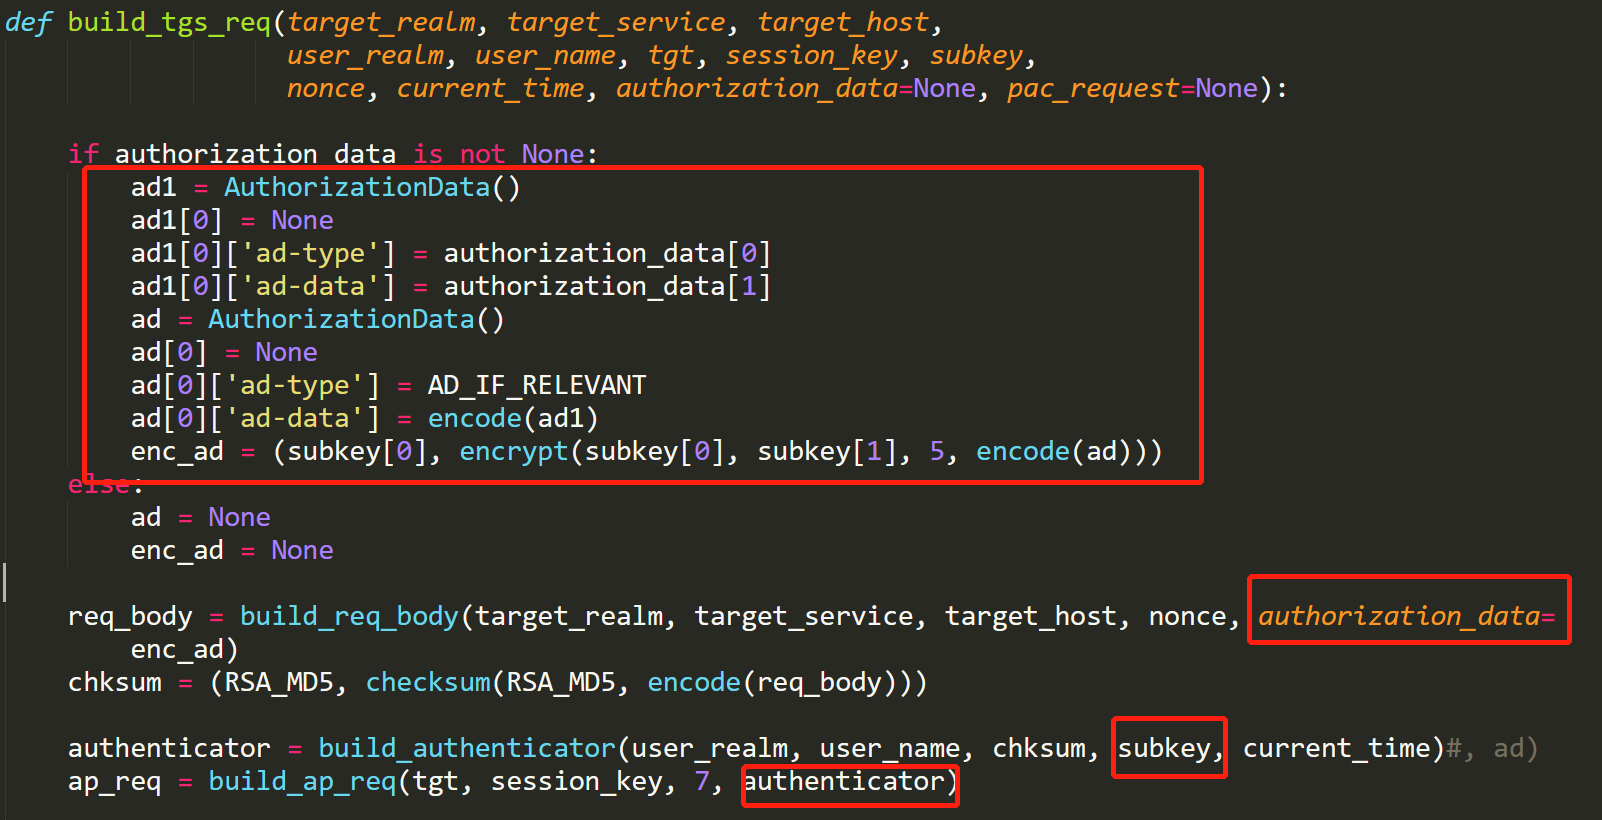 def build_tgs_req(target_realm, target_service, target_host,
user_realm, user_name, tgt, session_key, subkey,
nonce, current_time, authorization_data=None, pac_request=None):
if authorization_data is not None:
ad1 = AuthorizationData()
ad1[0] = None
ad1[0]['ad-type'] = authorization_data[0]
ad1[0]['ad-data'] = authorization_data[1]
ad = AuthorizationData()
ad[0] = None
ad[0]['ad-type'] = AD_IF_RELEVANT
ad[0]['ad-data'] = encode(ad1)
enc_ad = (subkey[0], encrypt(subkey[0], subkey[1], 5, encode(ad)))
else:
ad = None
enc_ad = None
req_body = build_req_body(target_realm, target_service, target_host, nonce, authorization_data=
enc_ad)
chksum = (RSA_MD5, checksum(RSA_MD5, encode(req_body)))
authenticator = build_authenticator(user_realm, user_name, chksum, subkey, current_time)#, ad)
ap_req = build_ap_req(tgt, session_key, 7, authenticator)